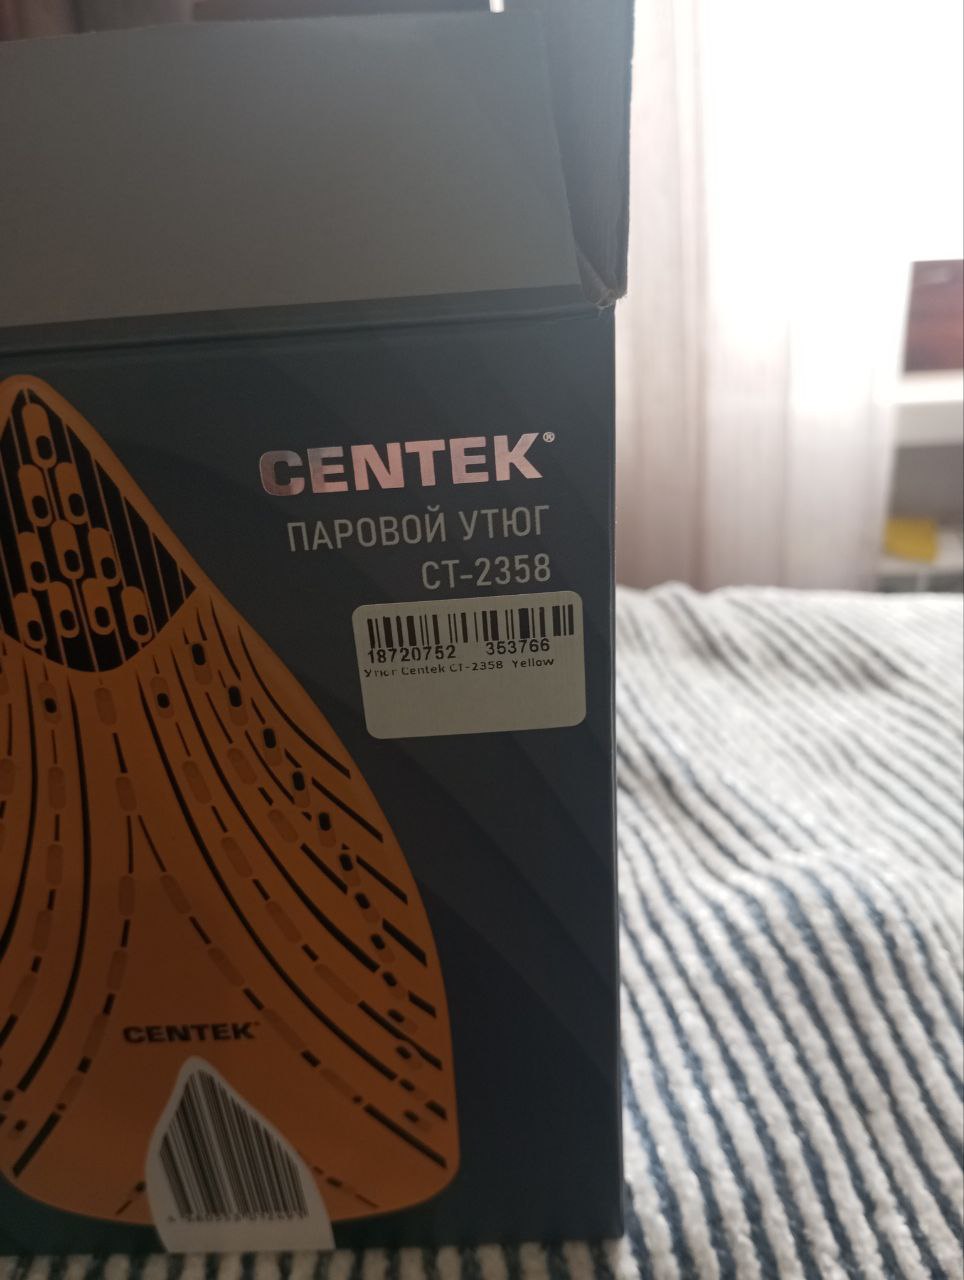 CENTEK®
ПАРОВОЙ УТЮГ
CT-2358
18720752 353766
Утюг Centek CT-2358 Yellow
CENTEK